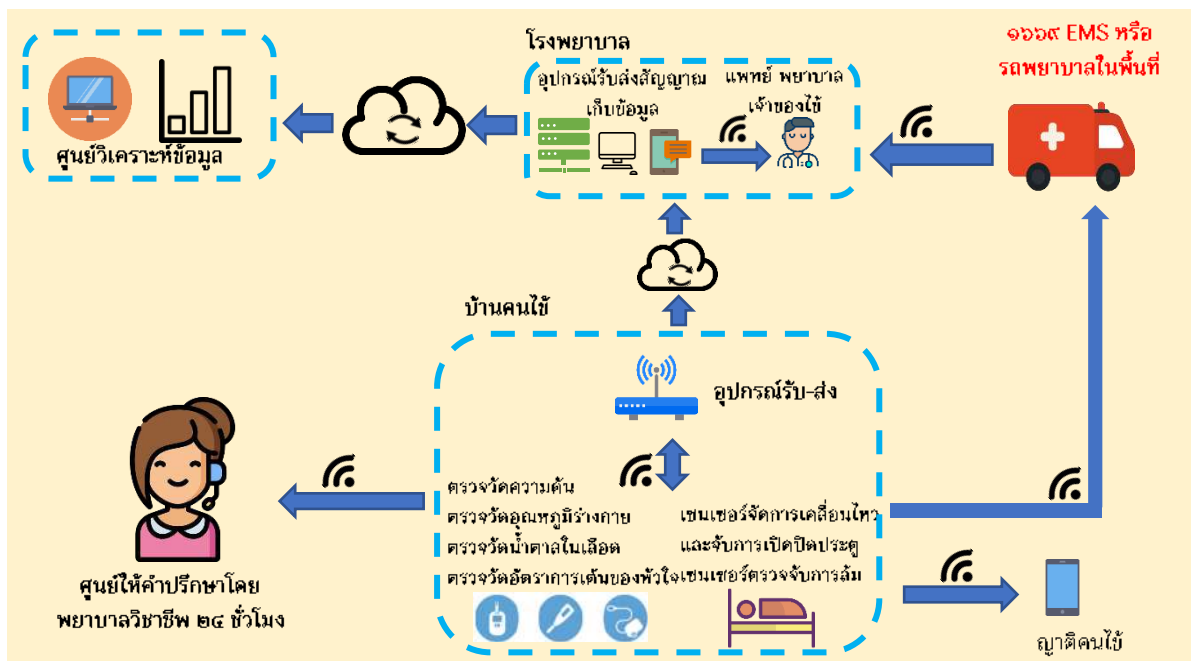 โรงพยาบาล
อุปกรณ์รับส่งสัญญาณ
เก็บข้อมูล
แพทย์ พยาบาล
เจ้าของไข้
๑๖๖๙ EMS หรือ
รถพยาบาลในพื้นที่
ศูนย์วิเคราะห์ข้อมูล
บ้านคนไข้
อุปกรณ์รับ-ส่ง
ตรวจวัดความดัน
ตรวจวัดอุณหภูมิร่างกาย
ตรวจวัดน้ำตาลในเลือด
ตรวจวัดอัตราการเต้นของหัวใจ
เซนเซอร์จัดการเคลื่อนไหว
และจับการเปิดปิดประตู
เซนเซอร์ตรวจจับการล้ม
ศูนย์ให้คำปรึกษาโดย
พยาบาลวิชาชีพ ๒๔ ชั่วโมง
ญาติคนไข้